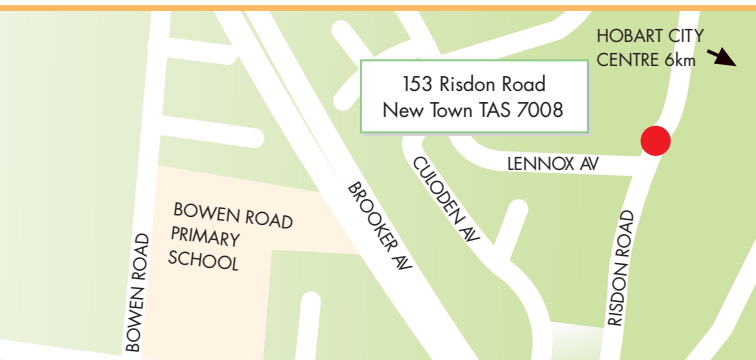 HOBART CITY
CENTRE 6km
153 Risdon Road
New Town TAS 7008
LENNOX AV
CULODEN AV
BROOKER AV
BOWEN ROAD
PRIMARY
SCHOOL
BOWEN ROAD
RISDON ROAD